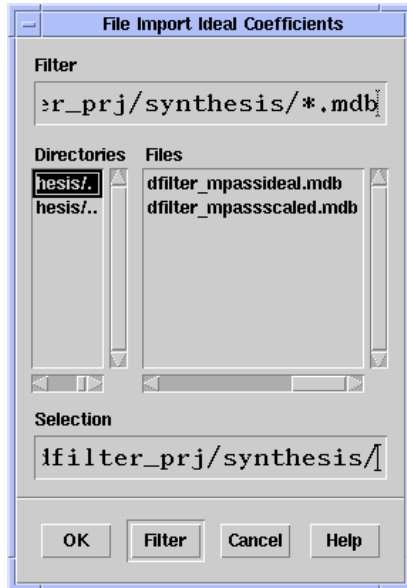 File Import Ideal Coefficients
Filter
er_prj/synthesis/*.mdb
Directories Files
hesis/. dfilter_mpassideal.mdb
hesis/.. dfilter_mpassscaled.mdb
Selection
dfilter_prj/synthesis/
OK Filter Cancel Help